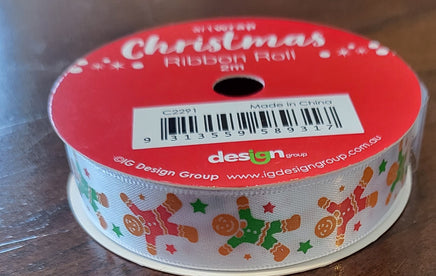 Christmas
Ribbon Roll
2m
C2291
Made in China
9 313559 589317
design group
©IG Design Group www.igdesigngroup.com.au